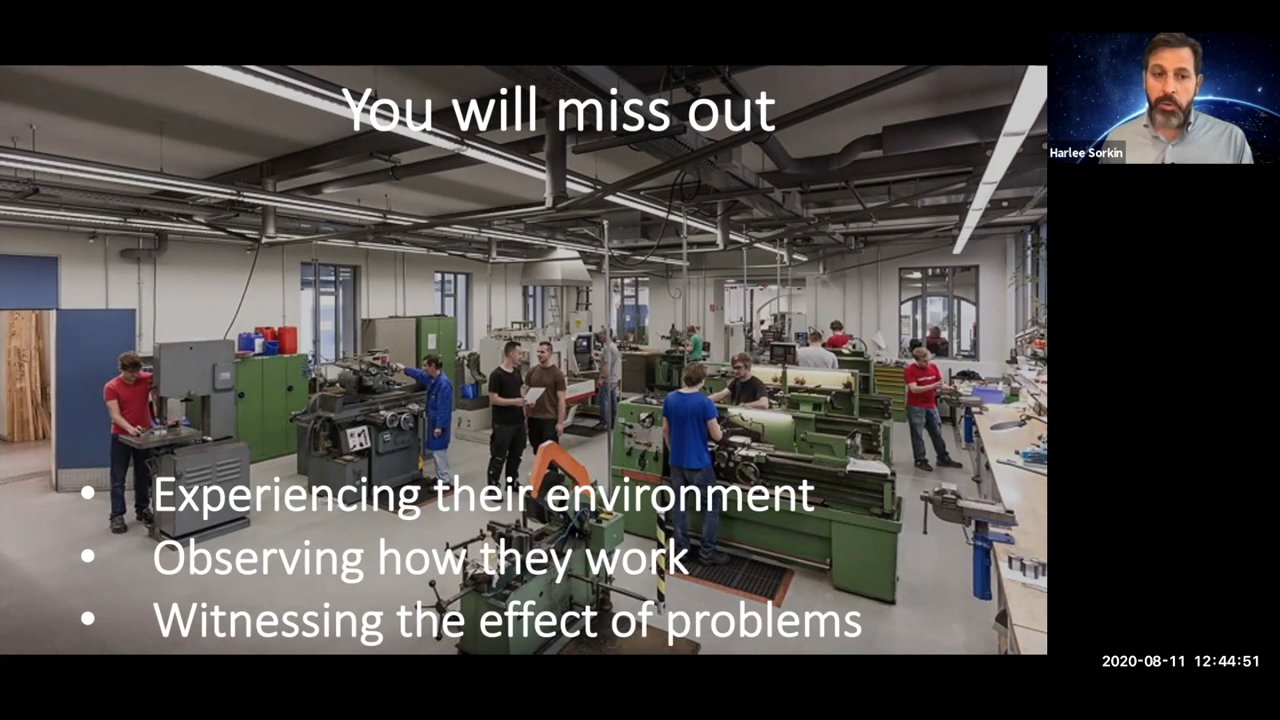 You will miss out
Harlee Sorkin
• Experiencing their environment
• Observing how they work
• Witnessing the effect of problems
2020-08-11 12:44:51